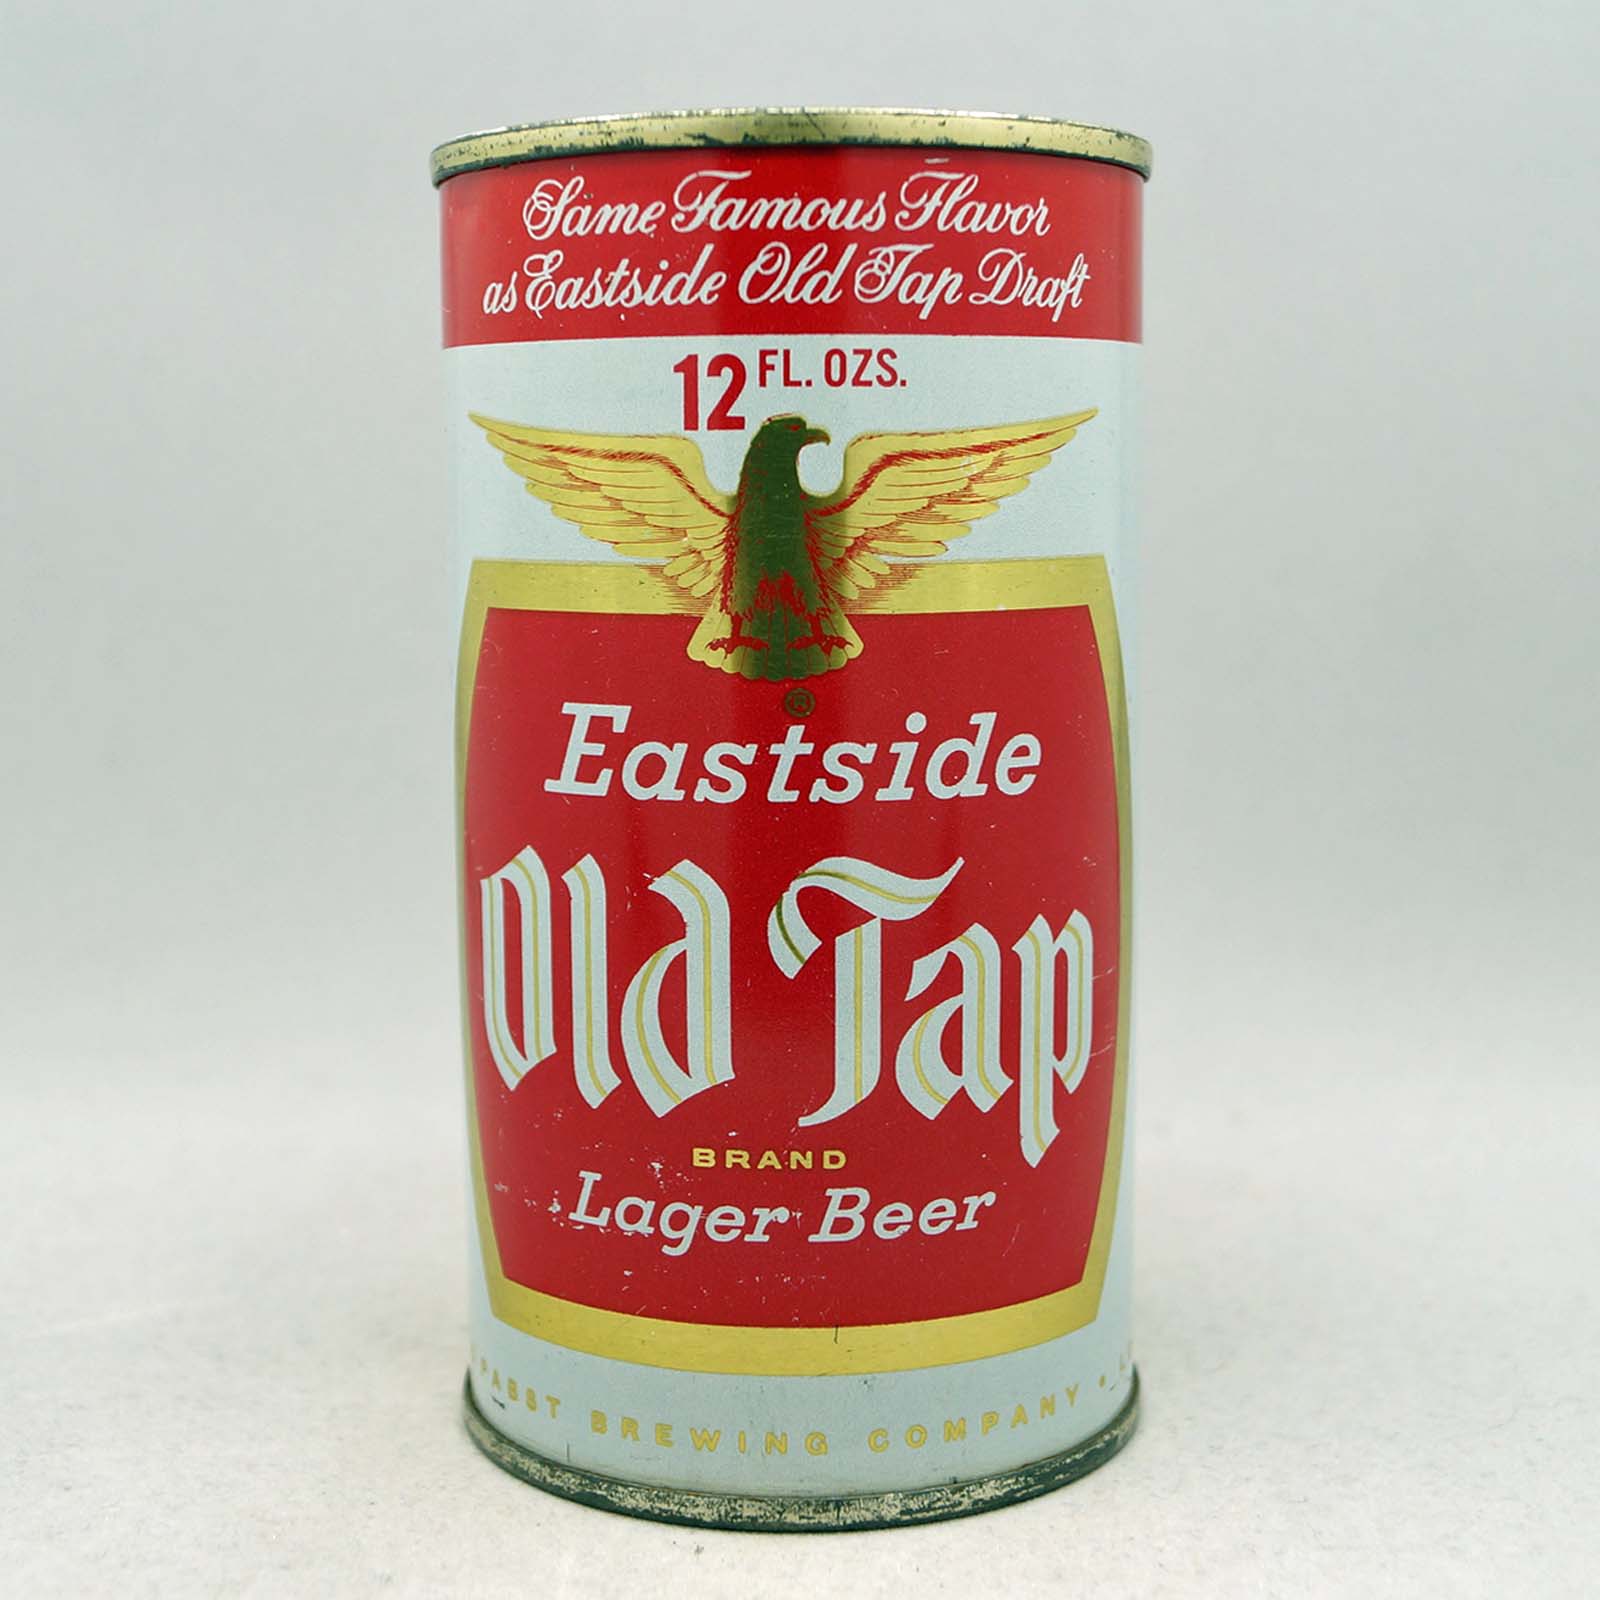 Same Famous Flavor
as Eastside Old Tap Draft
12 FL. OZS.
®
Eastside
Old Tap
BRAND
Lager Beer
PABST BREWING COMPANY •